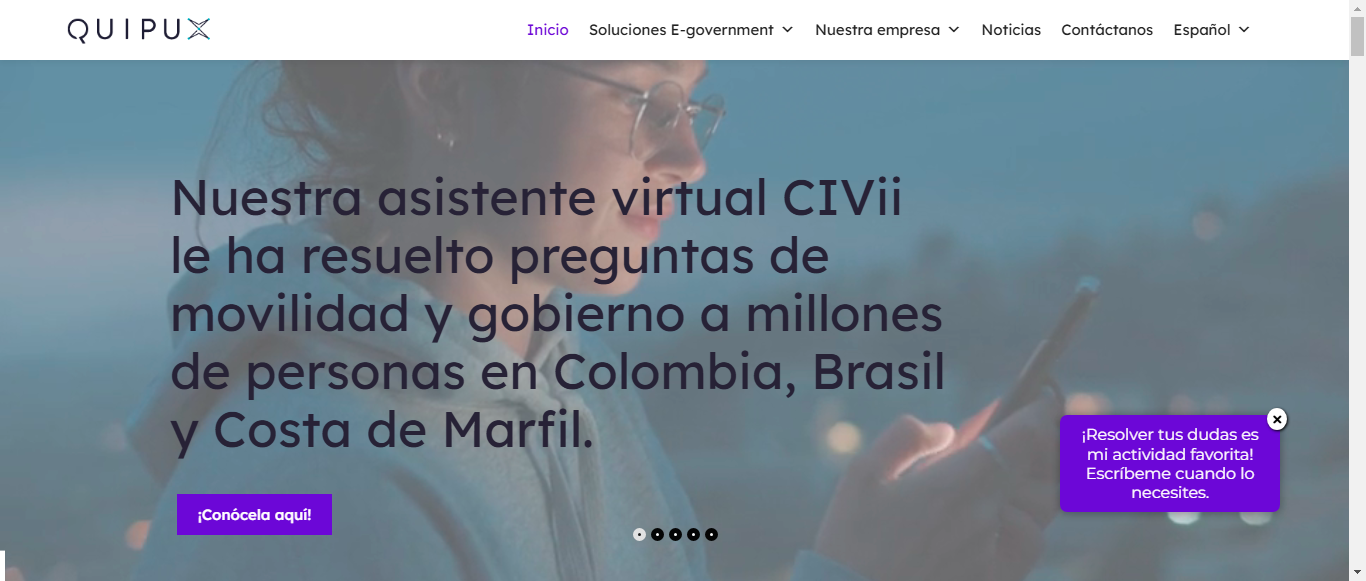 QUIPUX
Inicio
Soluciones E-government
Nuestra empresa
Noticias
Contáctanos
Español
Nuestra asistente virtual CIVii
le ha resuelto preguntas de
movilidad y gobierno a millones
de personas en Colombia, Brasil
y Costa de Marfil.
¡Conócela aquí!
¡Resolver tus dudas es
mi actividad favorita!
Escríbeme cuando lo
necesites.